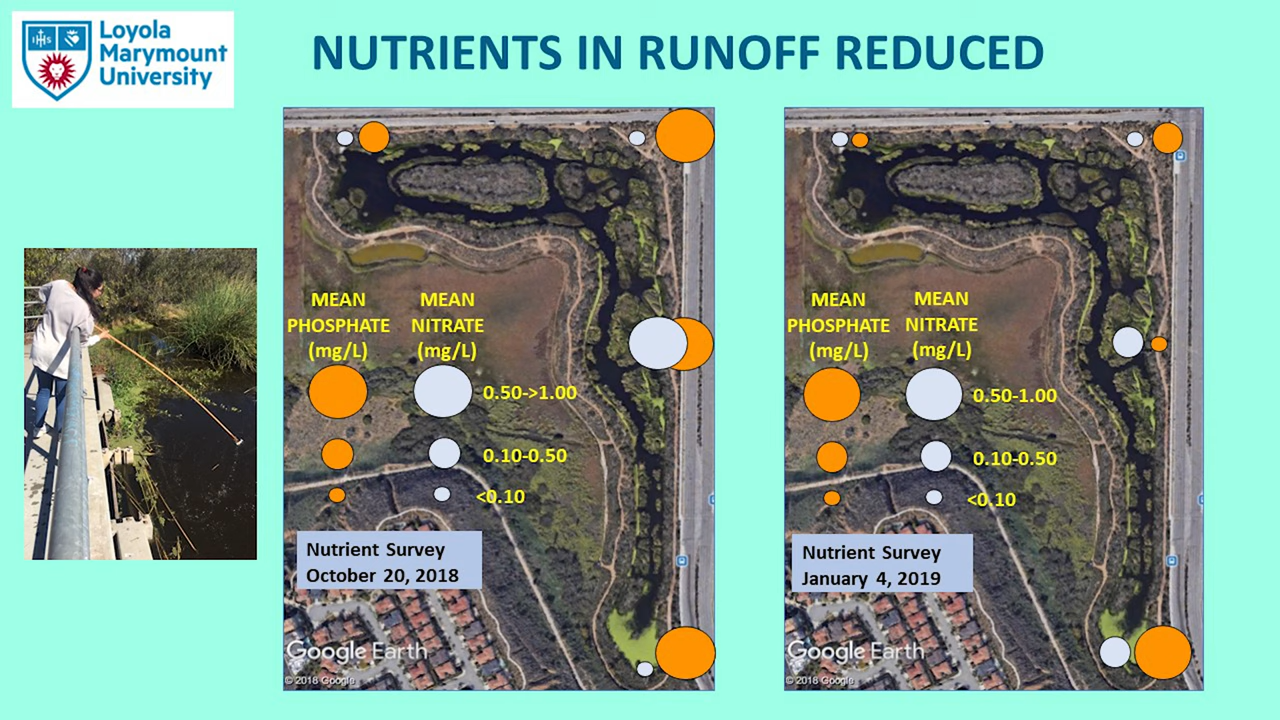 IHS
Loyola
Marymount
University
NUTRIENTS IN RUNOFF REDUCED
MEAN
PHOSPHATE
(mg/L)
MEAN
NITRATE
(mg/L)
0.50->1.00
0.10-0.50
<0.10
Nutrient Survey
October 20, 2018
Google Earth
© 2018 Google
MEAN
PHOSPHATE
(mg/L)
MEAN
NITRATE
(mg/L)
0.50-1.00
0.10-0.50
<0.10
Nutrient Survey
January 4, 2019
Google Earth
© 2018 Google